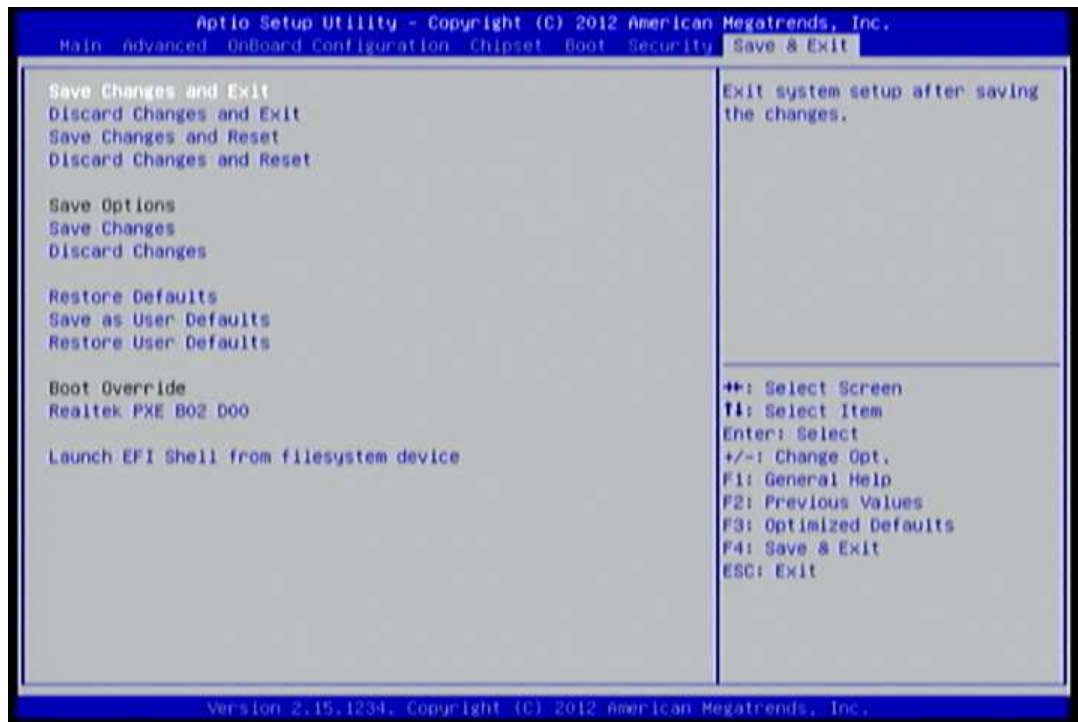 Aptio Setup Utility - Copyright (C) 2012 American Megatrends, Inc.
Main Advanced OnBoard Configuration Chipset Boot Security Save & Exit
Save Changes and Exit
Discard Changes and Exit
Save Changes and Reset
Discard Changes and Reset
Save Options
Save Changes
Discard Changes
Restore Defaults
Save as User Defaults
Restore User Defaults
Boot Override
Realtek PXE B02 D00
Launch EFI Shell from filesystem device
Exit system setup after saving
the changes.
→←: Select Screen
↑↓: Select Item
Enter: Select
+/-: Change Opt.
F1: General Help
F2: Previous Values
F3: Optimized Defaults
F4: Save & Exit
ESC: Exit
Version 2.15.1234. Copyright (C) 2012 American Megatrends, Inc.